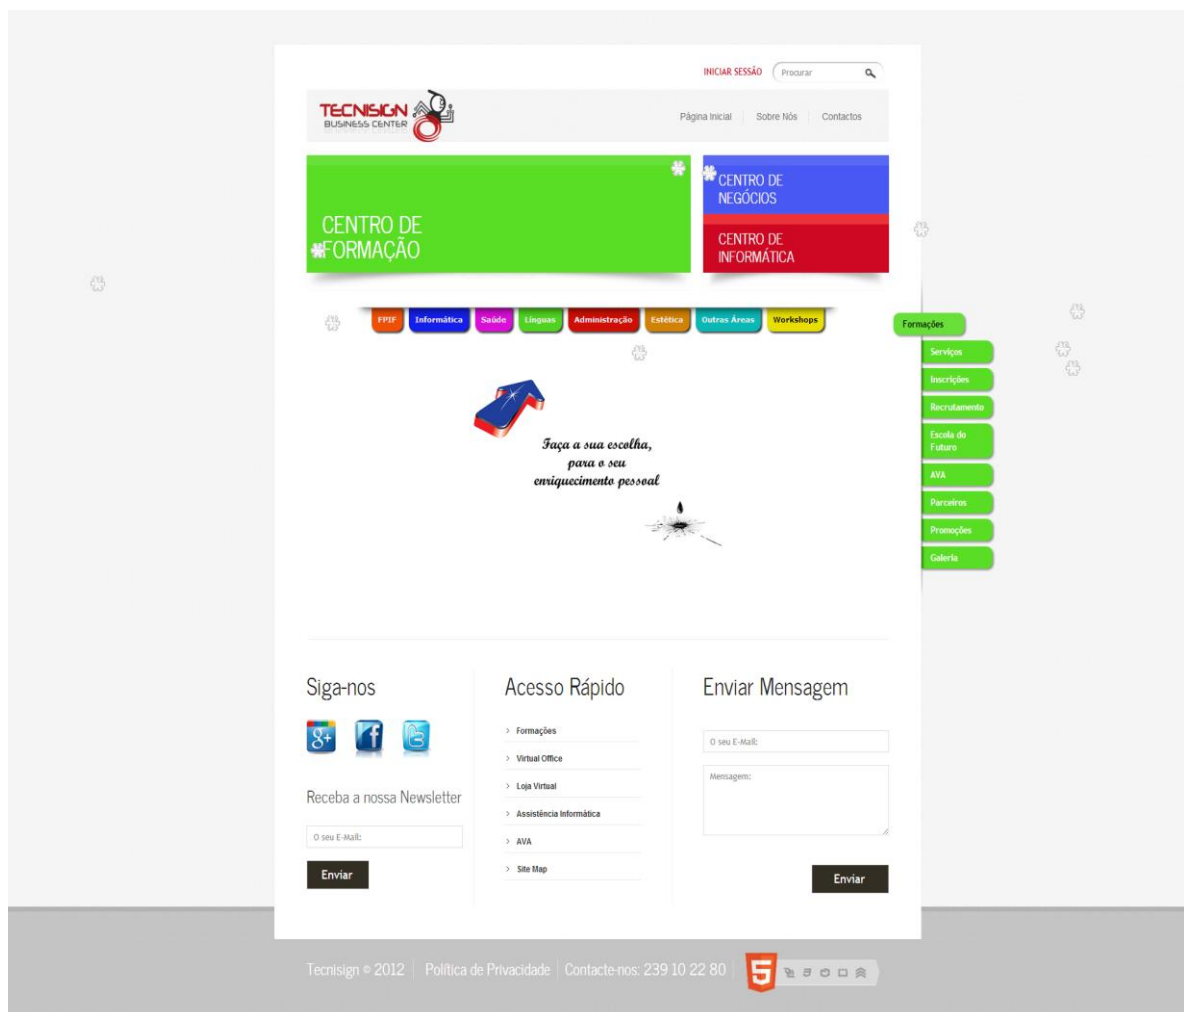 INICIAR SESSÃO Procurar
TECNISIGN
BUSINESS CENTER
Página Inicial Sobre Nós Contactos
CENTRO DE
FORMAÇÃO
CENTRO DE
NEGÓCIOS
CENTRO DE
INFORMÁTICA
FPIF Informática Saúde Línguas Administração Estética Outras Áreas Workshops
Formações
Serviços
Inscrições
Recrutamento
Escola do
Futuro
AVA
Parceiros
Promoções
Galeria
Faça a sua escolha,
para o seu
enriquecimento pessoal
Siga-nos
Receba a nossa Newsletter
O seu E-Mail:
Enviar
Acesso Rápido
> Formações
> Virtual Office
> Loja Virtual
> Assistência Informática
> AVA
> Site Map
Enviar Mensagem
O seu E-Mail:
Mensagem:
Enviar
Tecnisign © 2012 Política de Privacidade Contacte-nos: 239 10 22 80